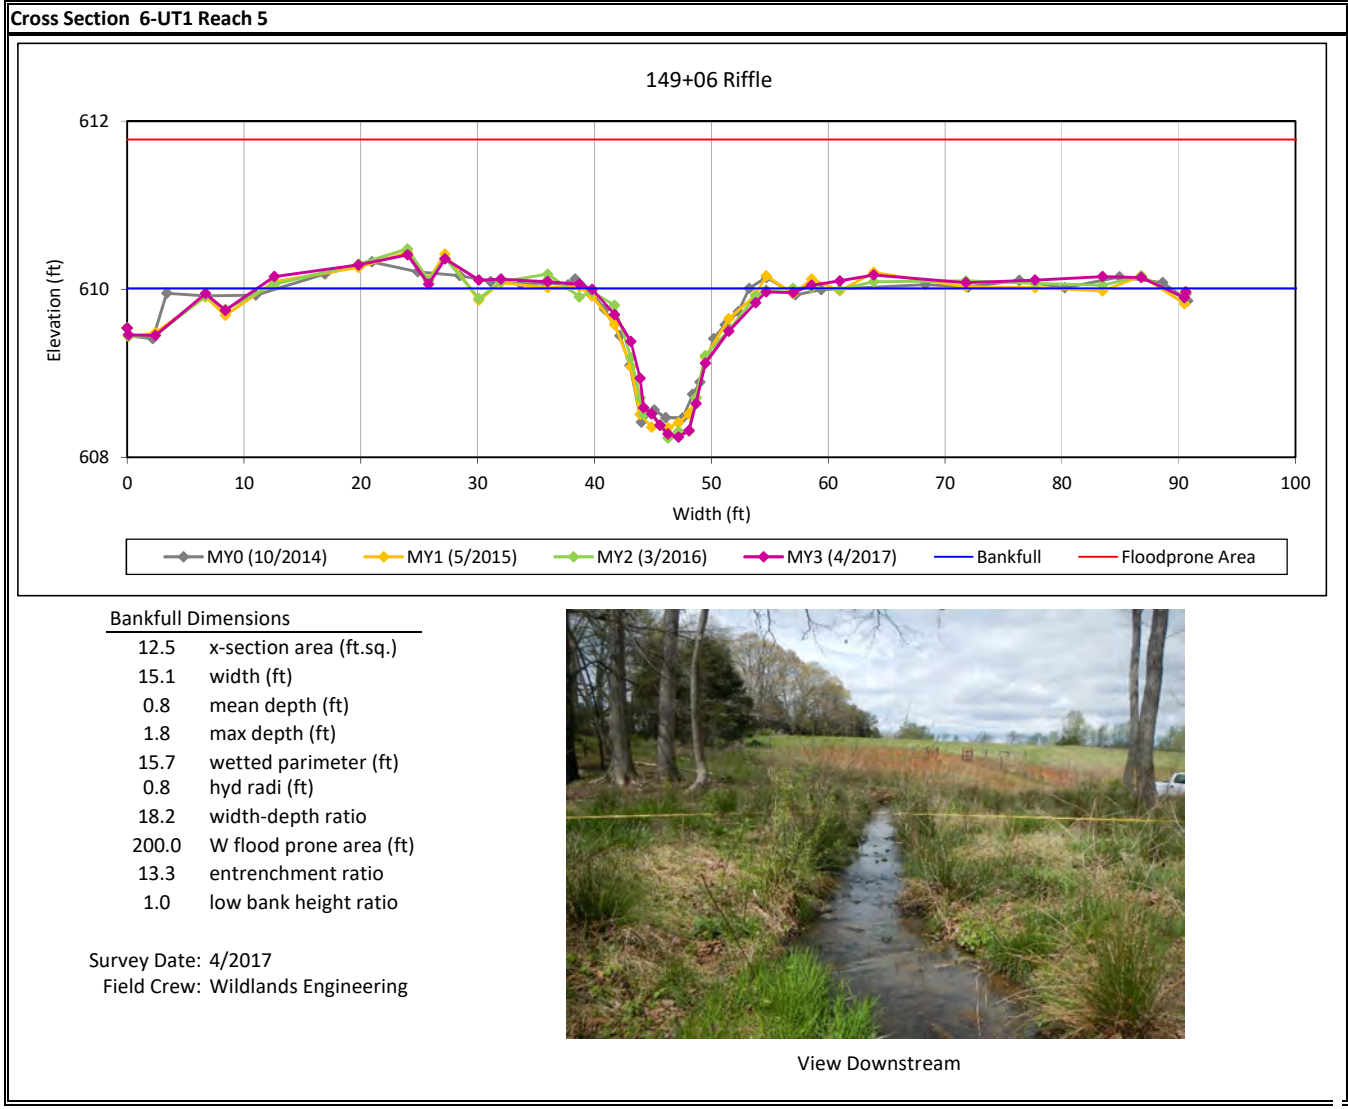 Cross Section 6-UT1 Reach 5
149+06 Riffle
612
610
608
Elevation (ft)
0 10 20 30 40 50 60 70 80 90 100
Width (ft)
MY0 (10/2014) MY1 (5/2015) MY2 (3/2016) MY3 (4/2017) Bankfull Floodprone Area
Bankfull Dimensions
12.5 x-section area (ft.sq.)
15.1 width (ft)
0.8 mean depth (ft)
1.8 max depth (ft)
15.7 wetted parimeter (ft)
0.8 hyd radi (ft)
18.2 width-depth ratio
200.0 W flood prone area (ft)
13.3 entrenchment ratio
1.0 low bank height ratio
Survey Date: 4/2017
Field Crew: Wildlands Engineering
View Downstream